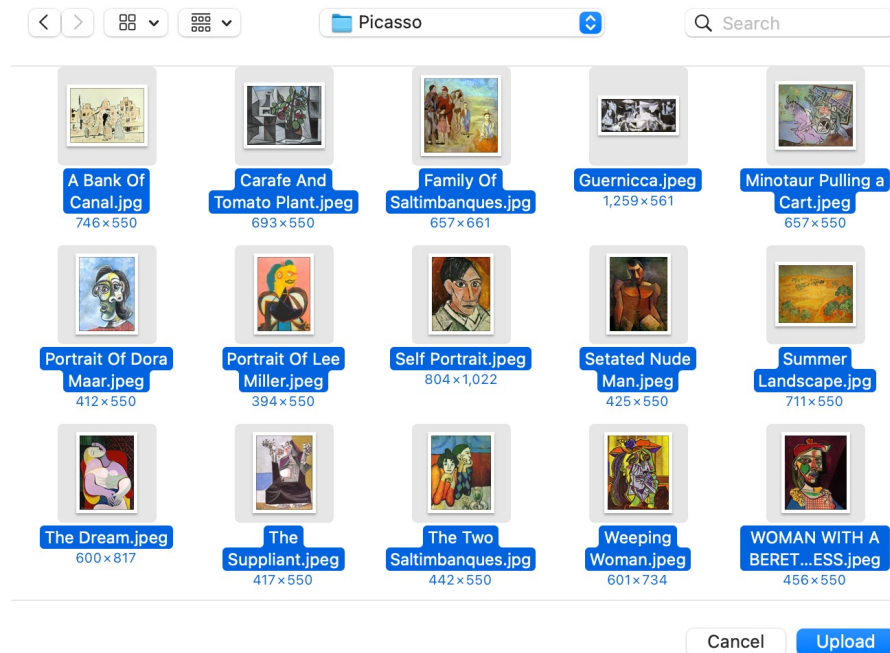 Picasso
Search
A Bank Of
Canal.jpg
746×550
Carafe And
Tomato Plant.jpeg
693×550
Family Of
Saltimbanques.jpg
657×661
Guernicca.jpeg
1,259×561
Minotaur Pulling a
Cart.jpeg
657×550
Portrait Of Dora
Maar.jpeg
412×550
Portrait Of Lee
Miller.jpeg
394×550
Self Portrait.jpeg
804×1,022
Setated Nude
Man.jpeg
425×550
Summer
Landscape.jpg
711×550
The Dream.jpeg
600×817
The
Suppliant.jpeg
417×550
The Two
Saltimbanques.jpg
442×550
Weeping
Woman.jpeg
601×734
WOMAN WITH A
BERET...ESS.jpeg
456×550
Cancel
Upload